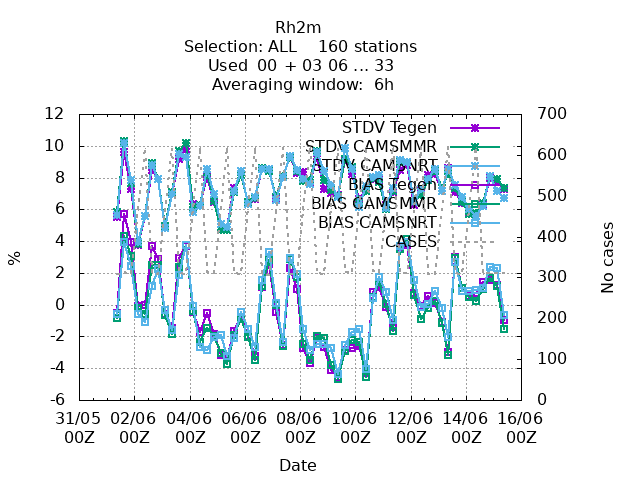 Rh2m
Selection: ALL    160 stations
Used  00 + 03 06 ... 33
Averaging window:  6h
12
10
8
6
4
2
0
-2
-4
-6
%
700
600
500
400
300
200
100
0
No cases
STDV Tegen
STDV CAMSMMR
STDV CAMSNRT
BIAS Tegen
BIAS CAMSMMR
BIAS CAMSNRT
CASES
31/05 02/06 04/06 06/06 08/06 10/06 12/06 14/06 16/06
00Z 00Z 00Z 00Z 00Z 00Z 00Z 00Z 00Z
Date